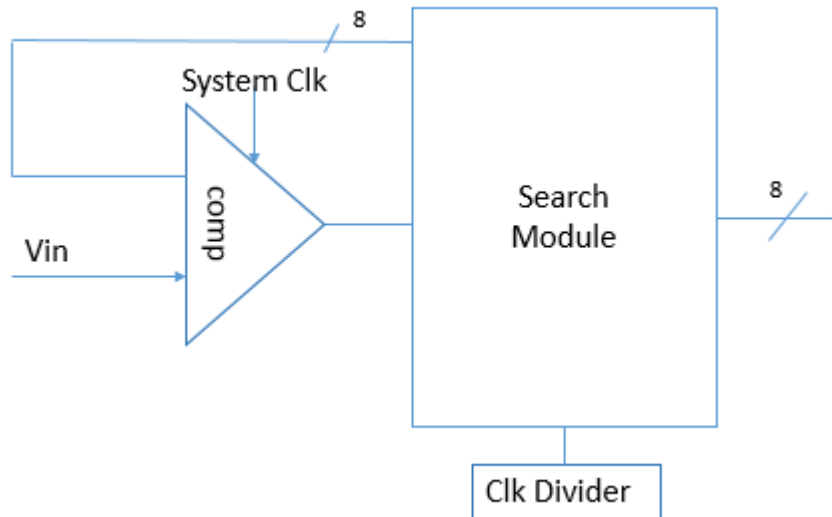 8
System Clk
comp
Vin
Search
Module
8
Clk Divider